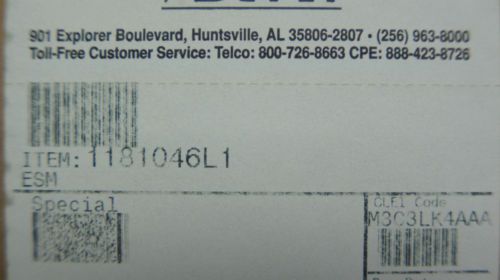 901 Explorer Boulevard, Huntsville, AL 35806-2807 • (256) 963-8000
Toll-Free Customer Service: Telco: 800-726-8663 CPE: 888-423-8726
ITEM: 1181046L1
ESM
Special
CLEI Code
M3C3LK4AAA